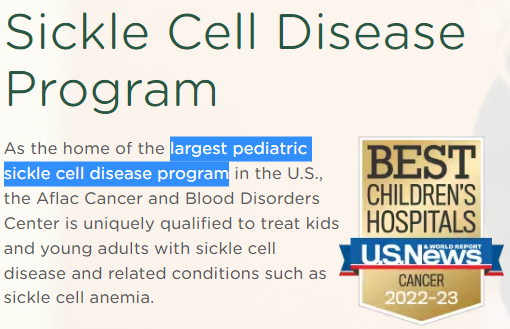 Sickle Cell Disease
Program
As the home of the largest pediatric
sickle cell disease program in the U.S.,
the Aflac Cancer and Blood Disorders
Center is uniquely qualified to treat kids
and young adults with sickle cell
disease and related conditions such as
sickle cell anemia.
BEST
CHILDREN'S
HOSPITALS
U.S.News
& WORLD REPORT
CANCER
2022-23